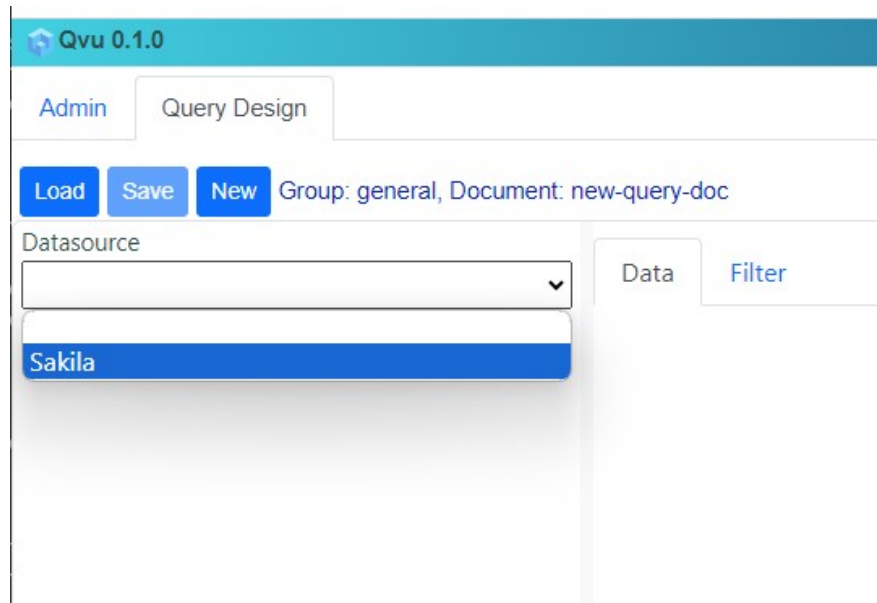 Qvu 0.1.0
Admin Query Design
Load Save New Group: general, Document: new-query-doc
Datasource
Data Filter
Sakila